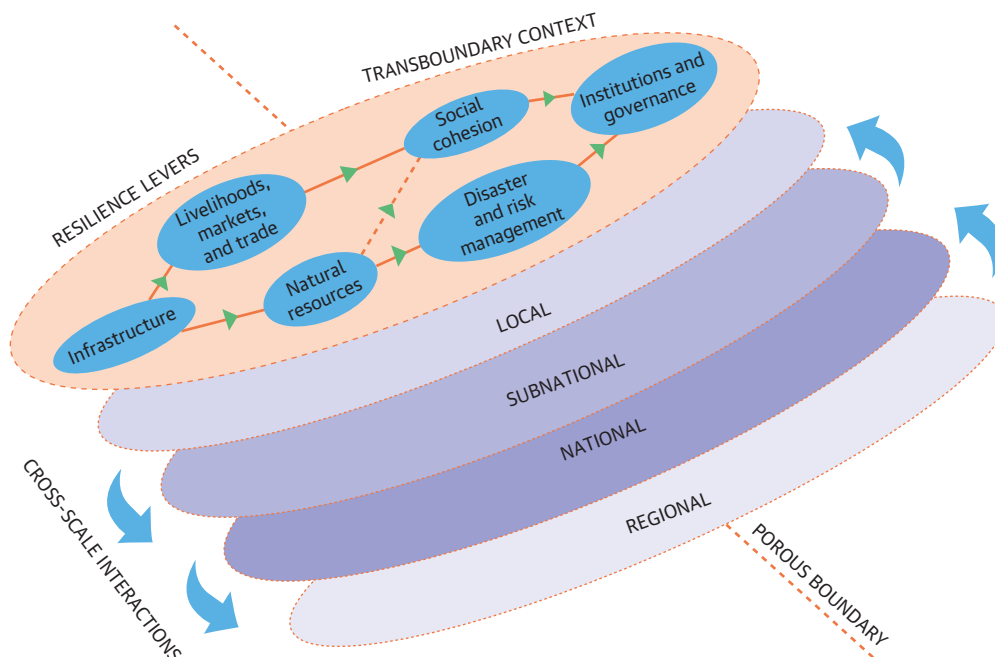 TRANSBOUNDARY CONTEXT
RESILIENCE LEVERS
Institutions and
governance
Social
cohesion
Livelihoods,
markets,
and trade
Disaster
and risk
management
Natural
resources
Infrastructure
LOCAL
SUBNATIONAL
NATIONAL
REGIONAL
CROSS-SCALE INTERACTIONS
POROUS BOUNDARY